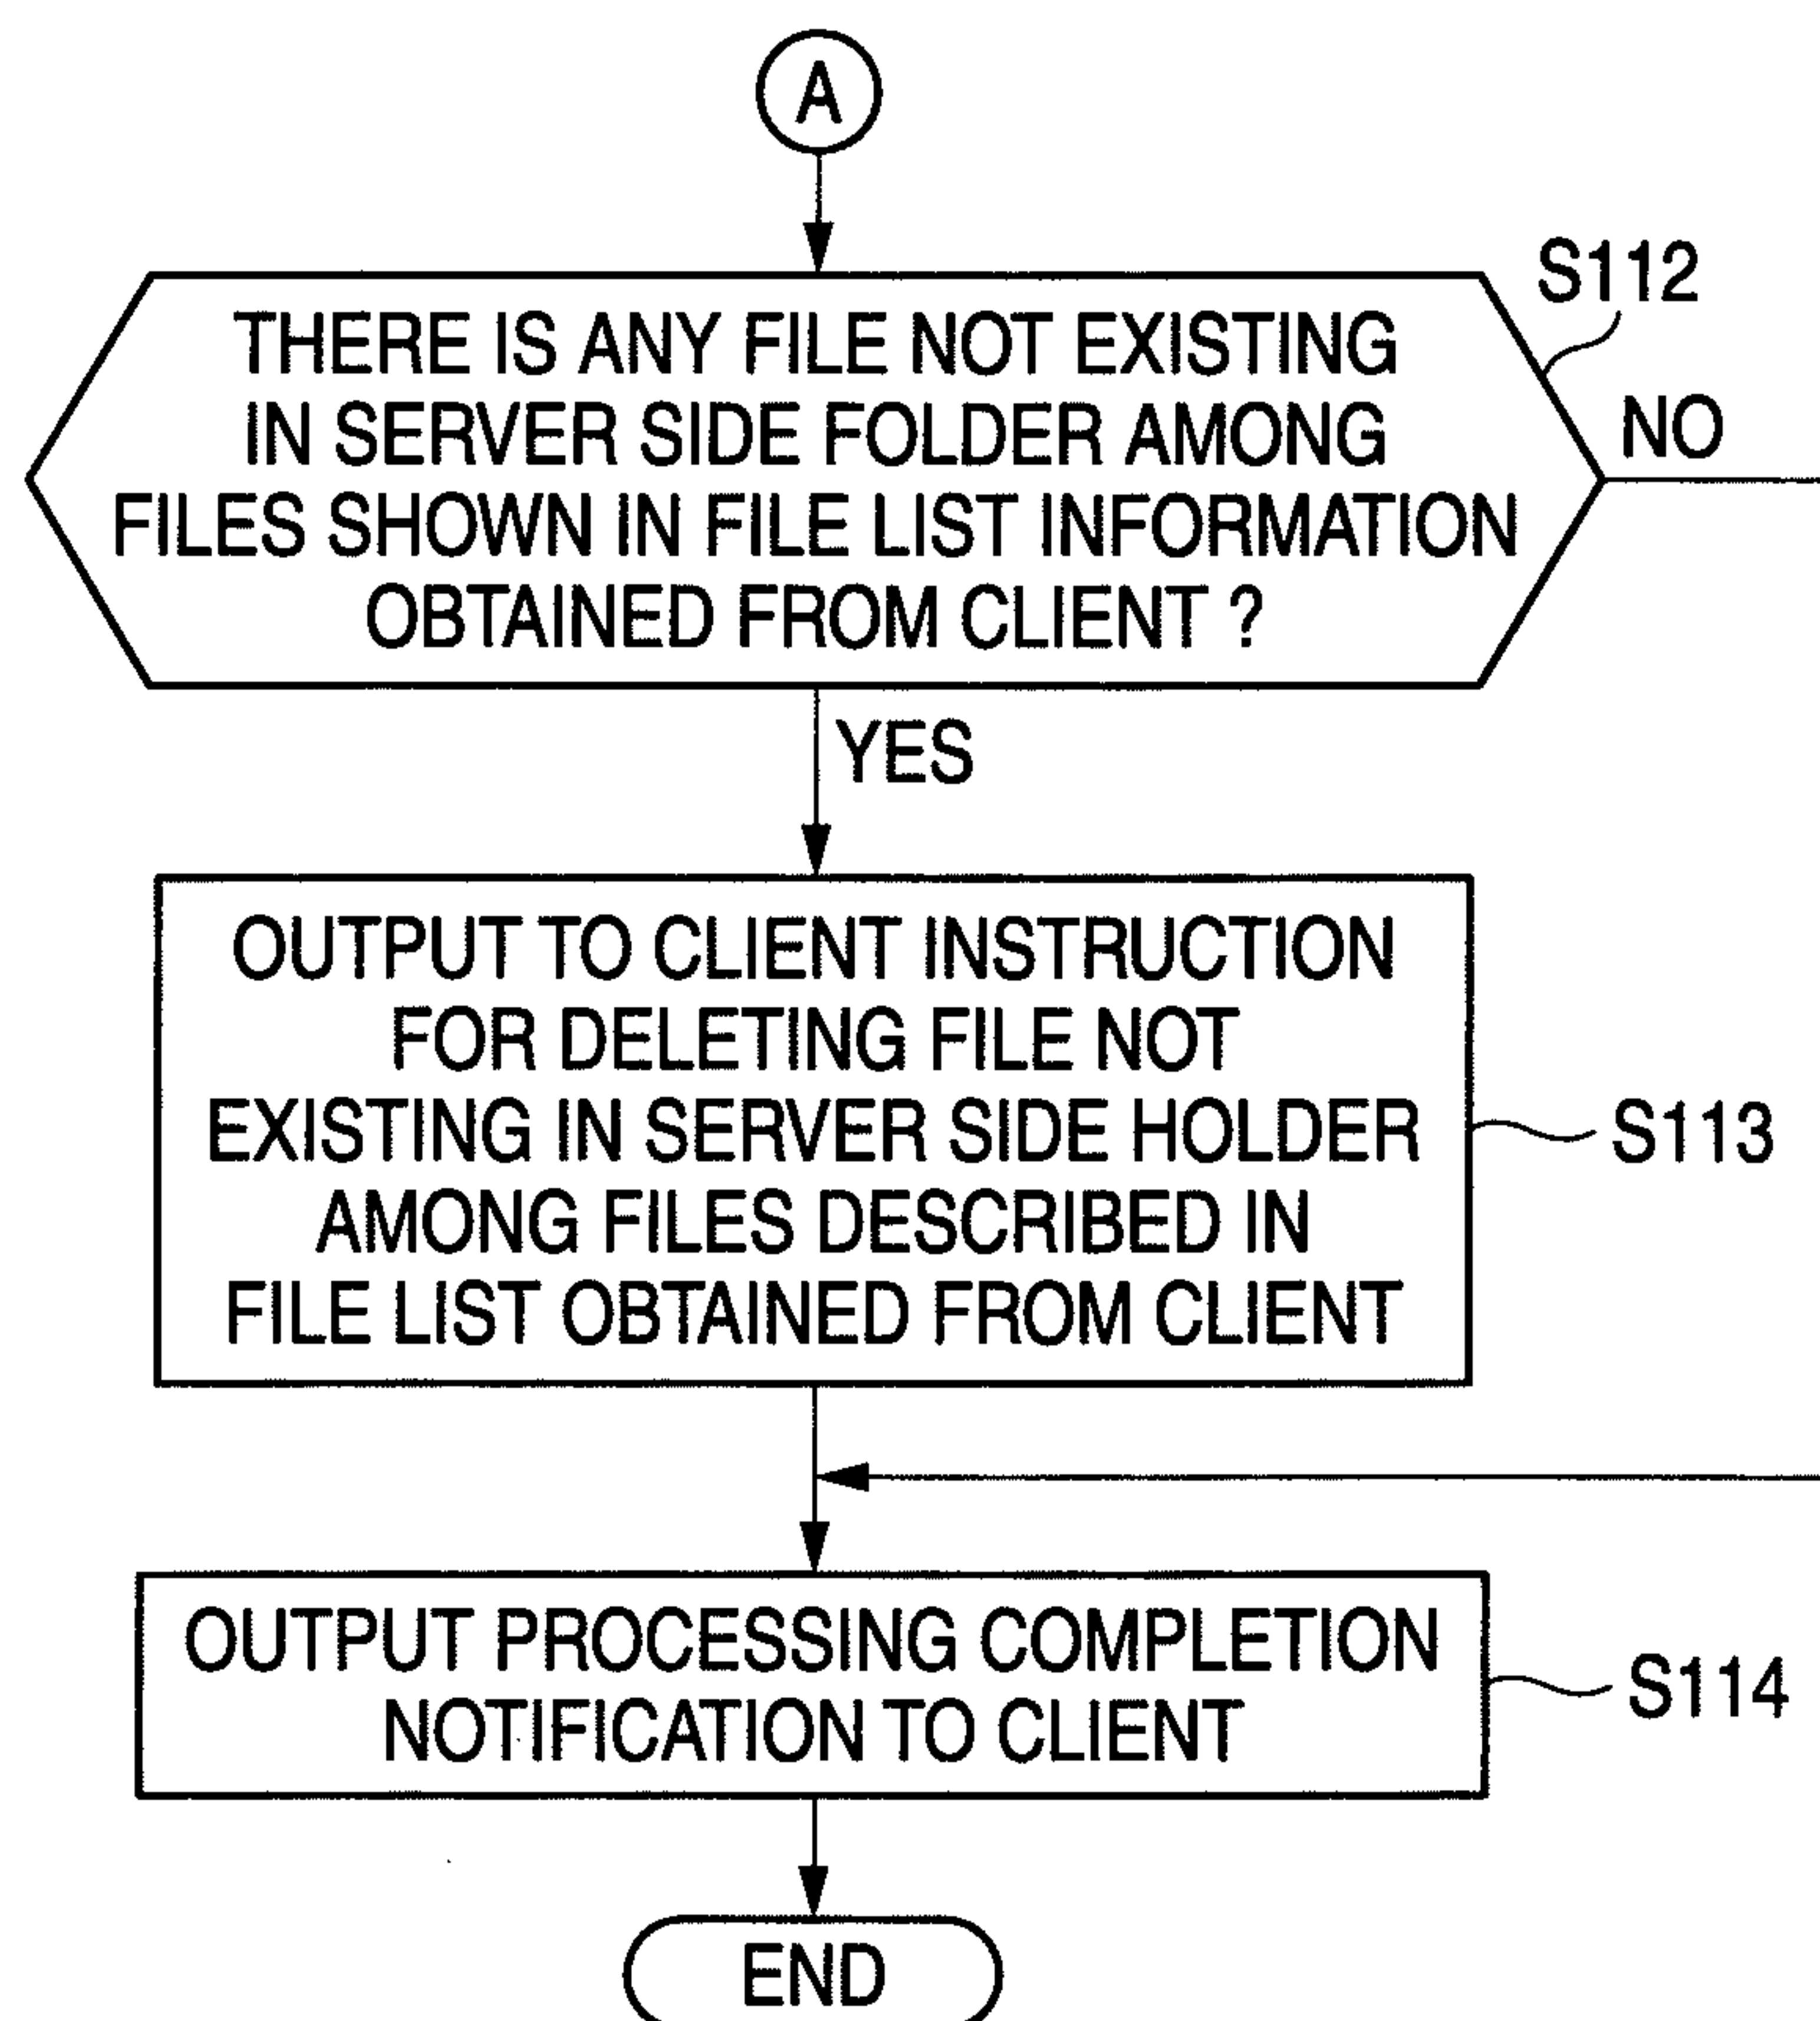 A
S112
THERE IS ANY FILE NOT EXISTING
IN SERVER SIDE FOLDER AMONG
FILES SHOWN IN FILE LIST INFORMATION
OBTAINED FROM CLIENT ?
NO
YES
OUTPUT TO CLIENT INSTRUCTION
FOR DELETING FILE NOT
EXISTING IN SERVER SIDE HOLDER
AMONG FILES DESCRIBED IN
FILE LIST OBTAINED FROM CLIENT
S113
OUTPUT PROCESSING COMPLETION
NOTIFICATION TO CLIENT
S114
END